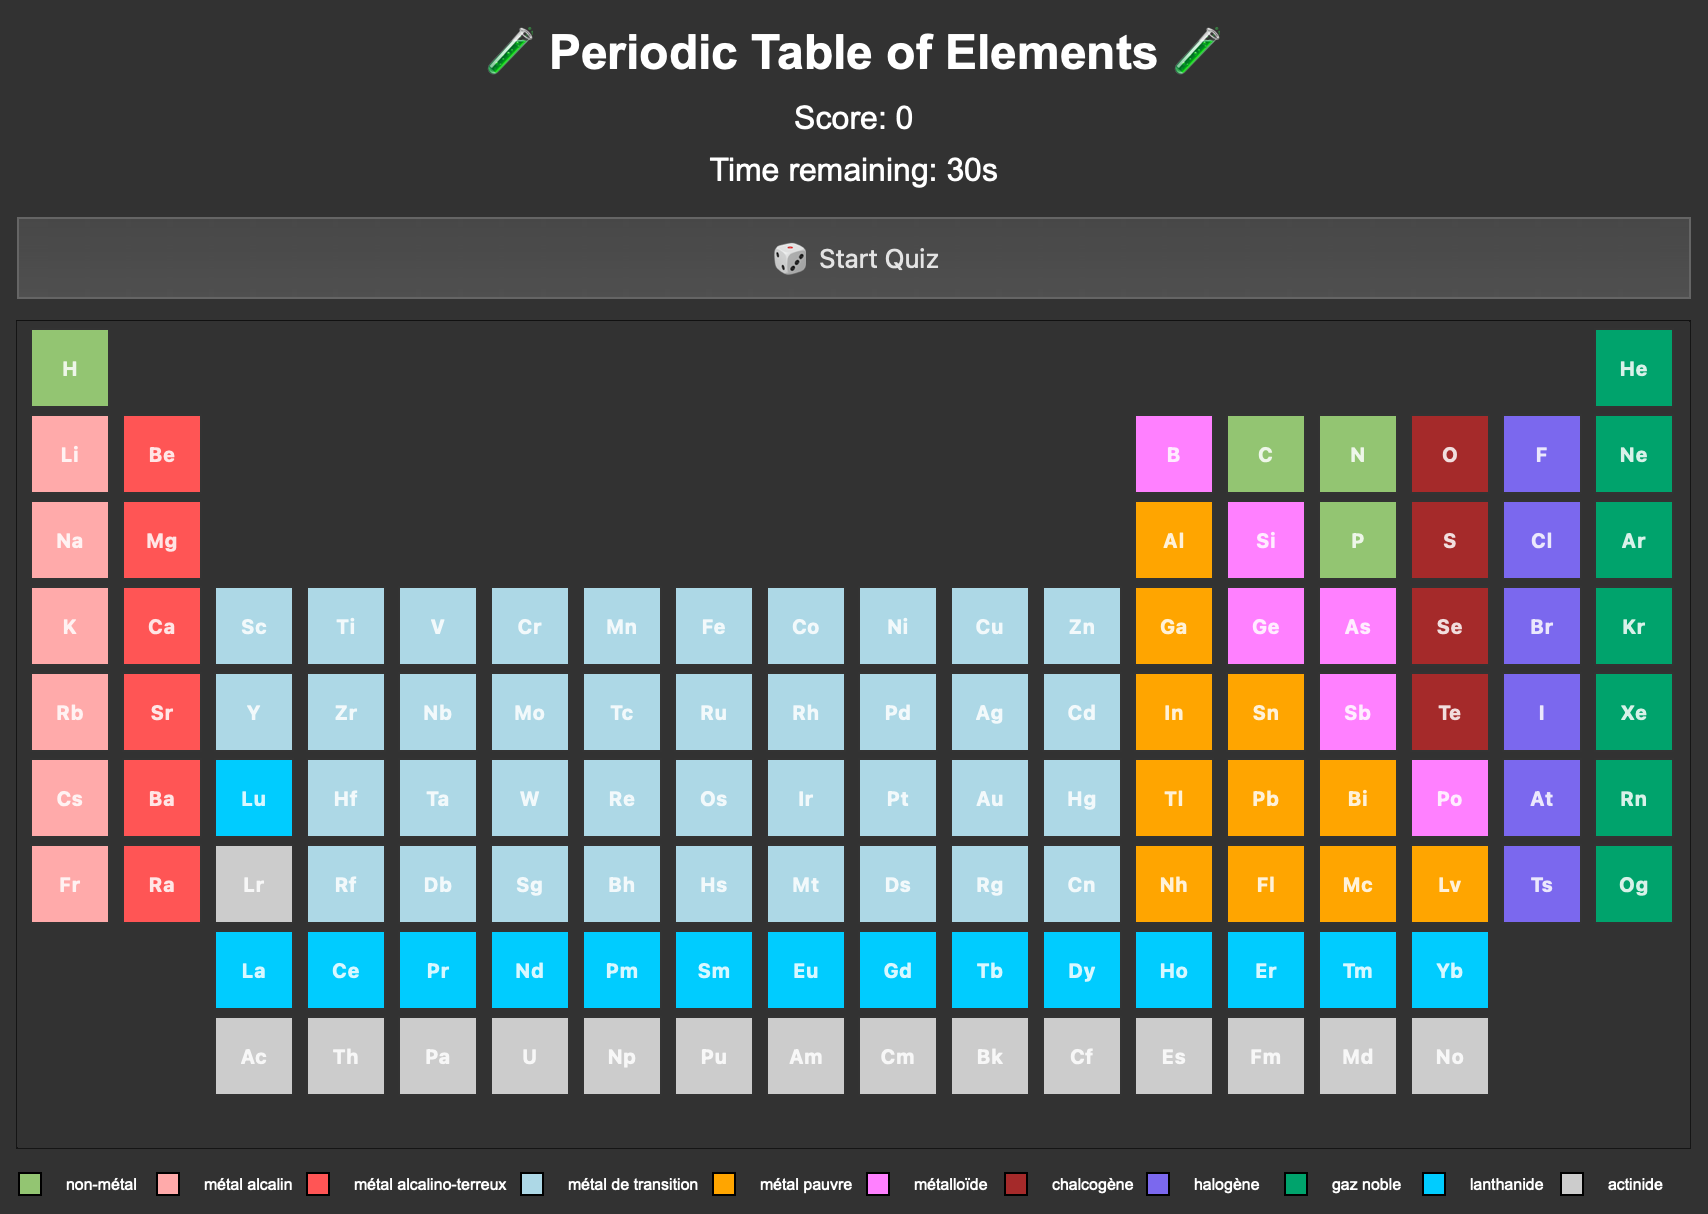 Periodic Table of Elements
Score: 0
Time remaining: 30s
Start Quiz
H He
Li Be B C N O F Ne
Na Mg Al Si P S Cl Ar
K Ca Sc Ti V Cr Mn Fe Co Ni Cu Zn Ga Ge As Se Br Kr
Rb Sr Y Zr Nb Mo Tc Ru Rh Pd Ag Cd In Sn Sb Te I Xe
Cs Ba Lu Hf Ta W Re Os Ir Pt Au Hg Tl Pb Bi Po At Rn
Fr Ra Lr Rf Db Sg Bh Hs Mt Ds Rg Cn Nh Fl Mc Lv Ts Og
La Ce Pr Nd Pm Sm Eu Gd Tb Dy Ho Er Tm Yb
Ac Th Pa U Np Pu Am Cm Bk Cf Es Fm Md No
non-métal métal alcalin métal alcalino-terreux métal de transition métal pauvre métalloïde chalcogène halogène gaz noble lanthanide actinide